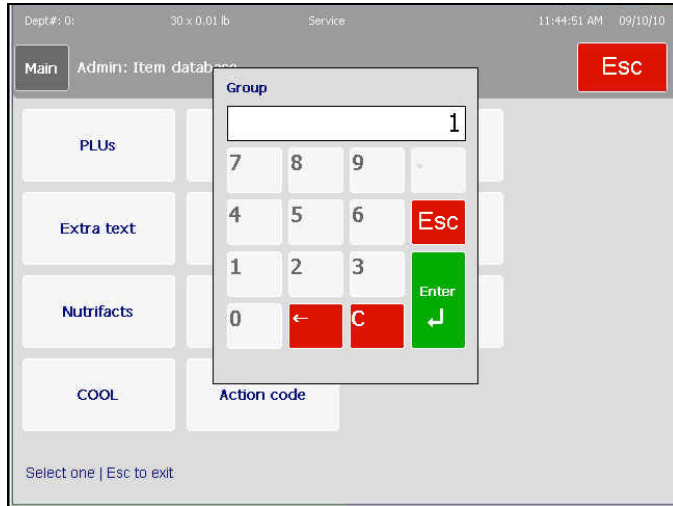 Dept#: 0: 30 x 0.01 lb Service 11:44:51 AM 09/10/10
Main Admin: Item database Esc
Group
1
PLUs
7 8 9 .
Extra text
4 5 6 Esc
1 2 3 Enter
Nutrifacts
0 ← C ↵
COOL Action code
Select one | Esc to exit